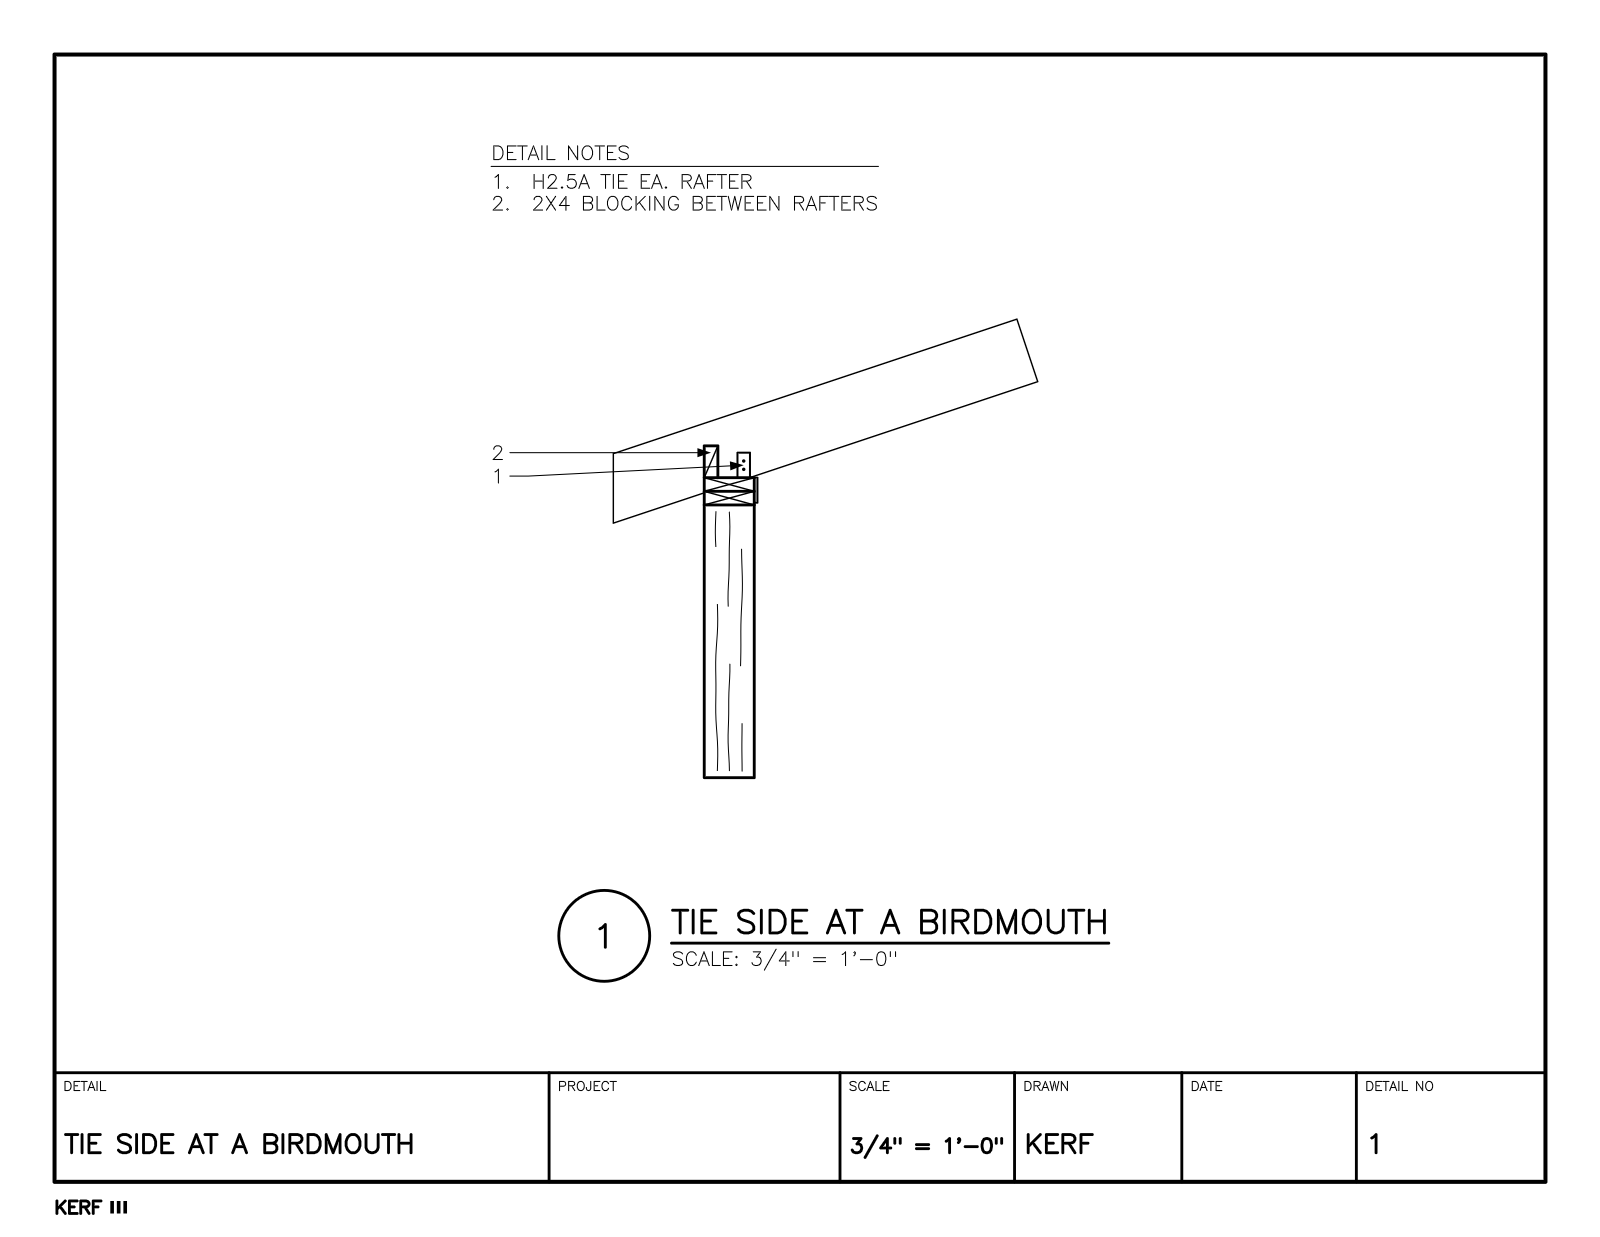 DETAIL NOTES
1. H2.5A TIE EA. RAFTER
2. 2X4 BLOCKING BETWEEN RAFTERS
2
1
1
TIE SIDE AT A BIRDMOUTH
SCALE: 3/4" = 1'-0"
DETAIL
TIE SIDE AT A BIRDMOUTH
PROJECT
SCALE
3/4" = 1'-0"
DRAWN
KERF
DATE
DETAIL NO
1
KERF III